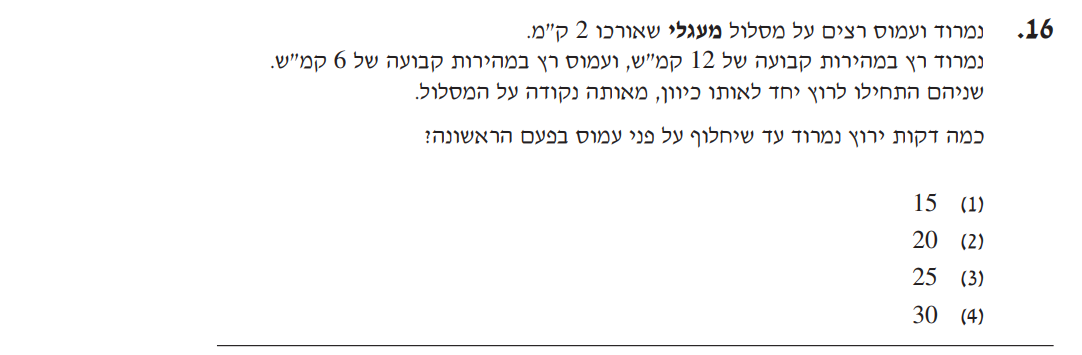 16. נמרוד ועמוס רצים על מסלול מעגלי שאורכו 2 ק״מ.
נמרוד רץ במהירות קבועה של 12 קמ״ש, ועמוס רץ במהירות קבועה של 6 קמ״ש.
שניהם התחילו לרוץ יחד לאותו כיוון, מאותה נקודה על המסלול.
כמה דקות ירוץ נמרוד עד שיחלוף על פני עמוס בפעם הראשונה?
(1) 15
(2) 20
(3) 25
(4) 30